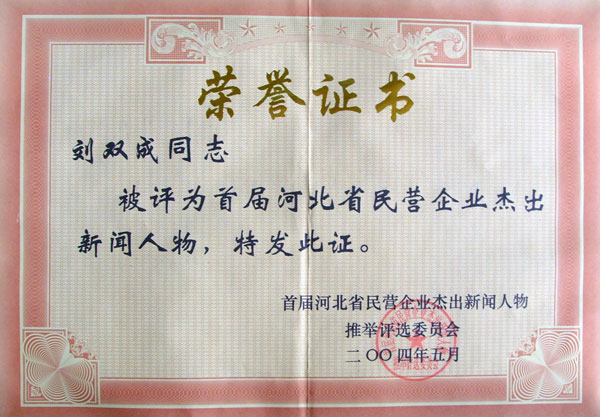 荣誉证书
刘双成同志
被评为首届河北省民营企业杰出
新闻人物，特发此证。
首届河北省民营企业杰出新闻人物
推举评选委员会
二〇〇四年五月